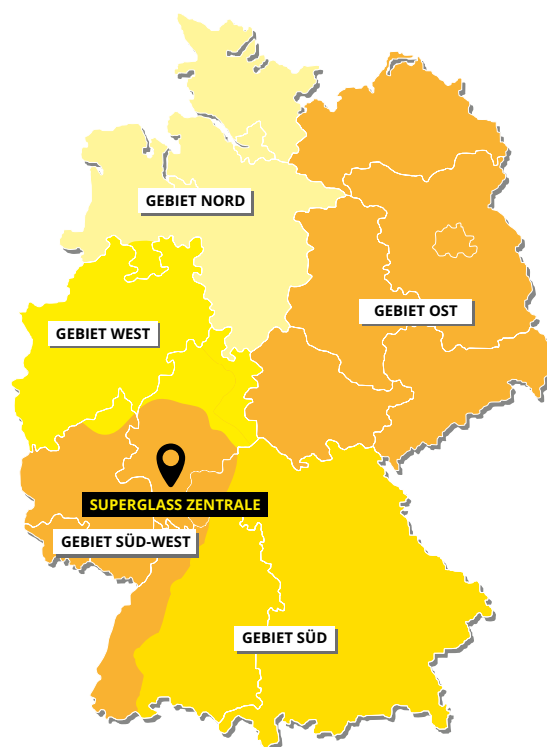 GEBIET NORD
GEBIET OST
GEBIET WEST
SUPERGLASS ZENTRALE
GEBIET SÜD-WEST
GEBIET SÜD